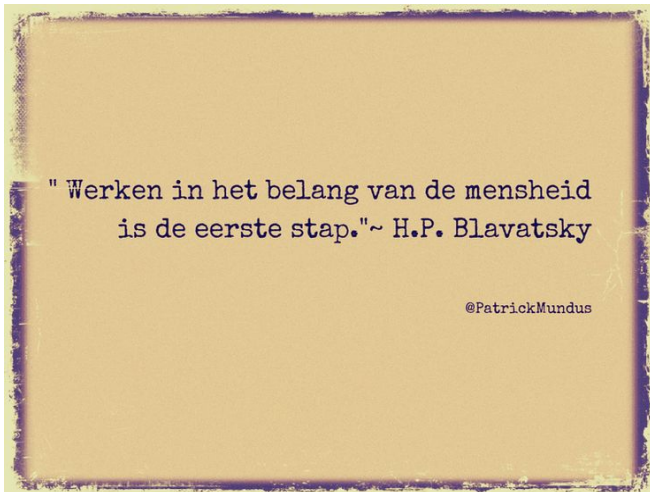 " Werken in het belang van de mensheid
is de eerste stap."~ H.P. Blavatsky
@PatrickMundus